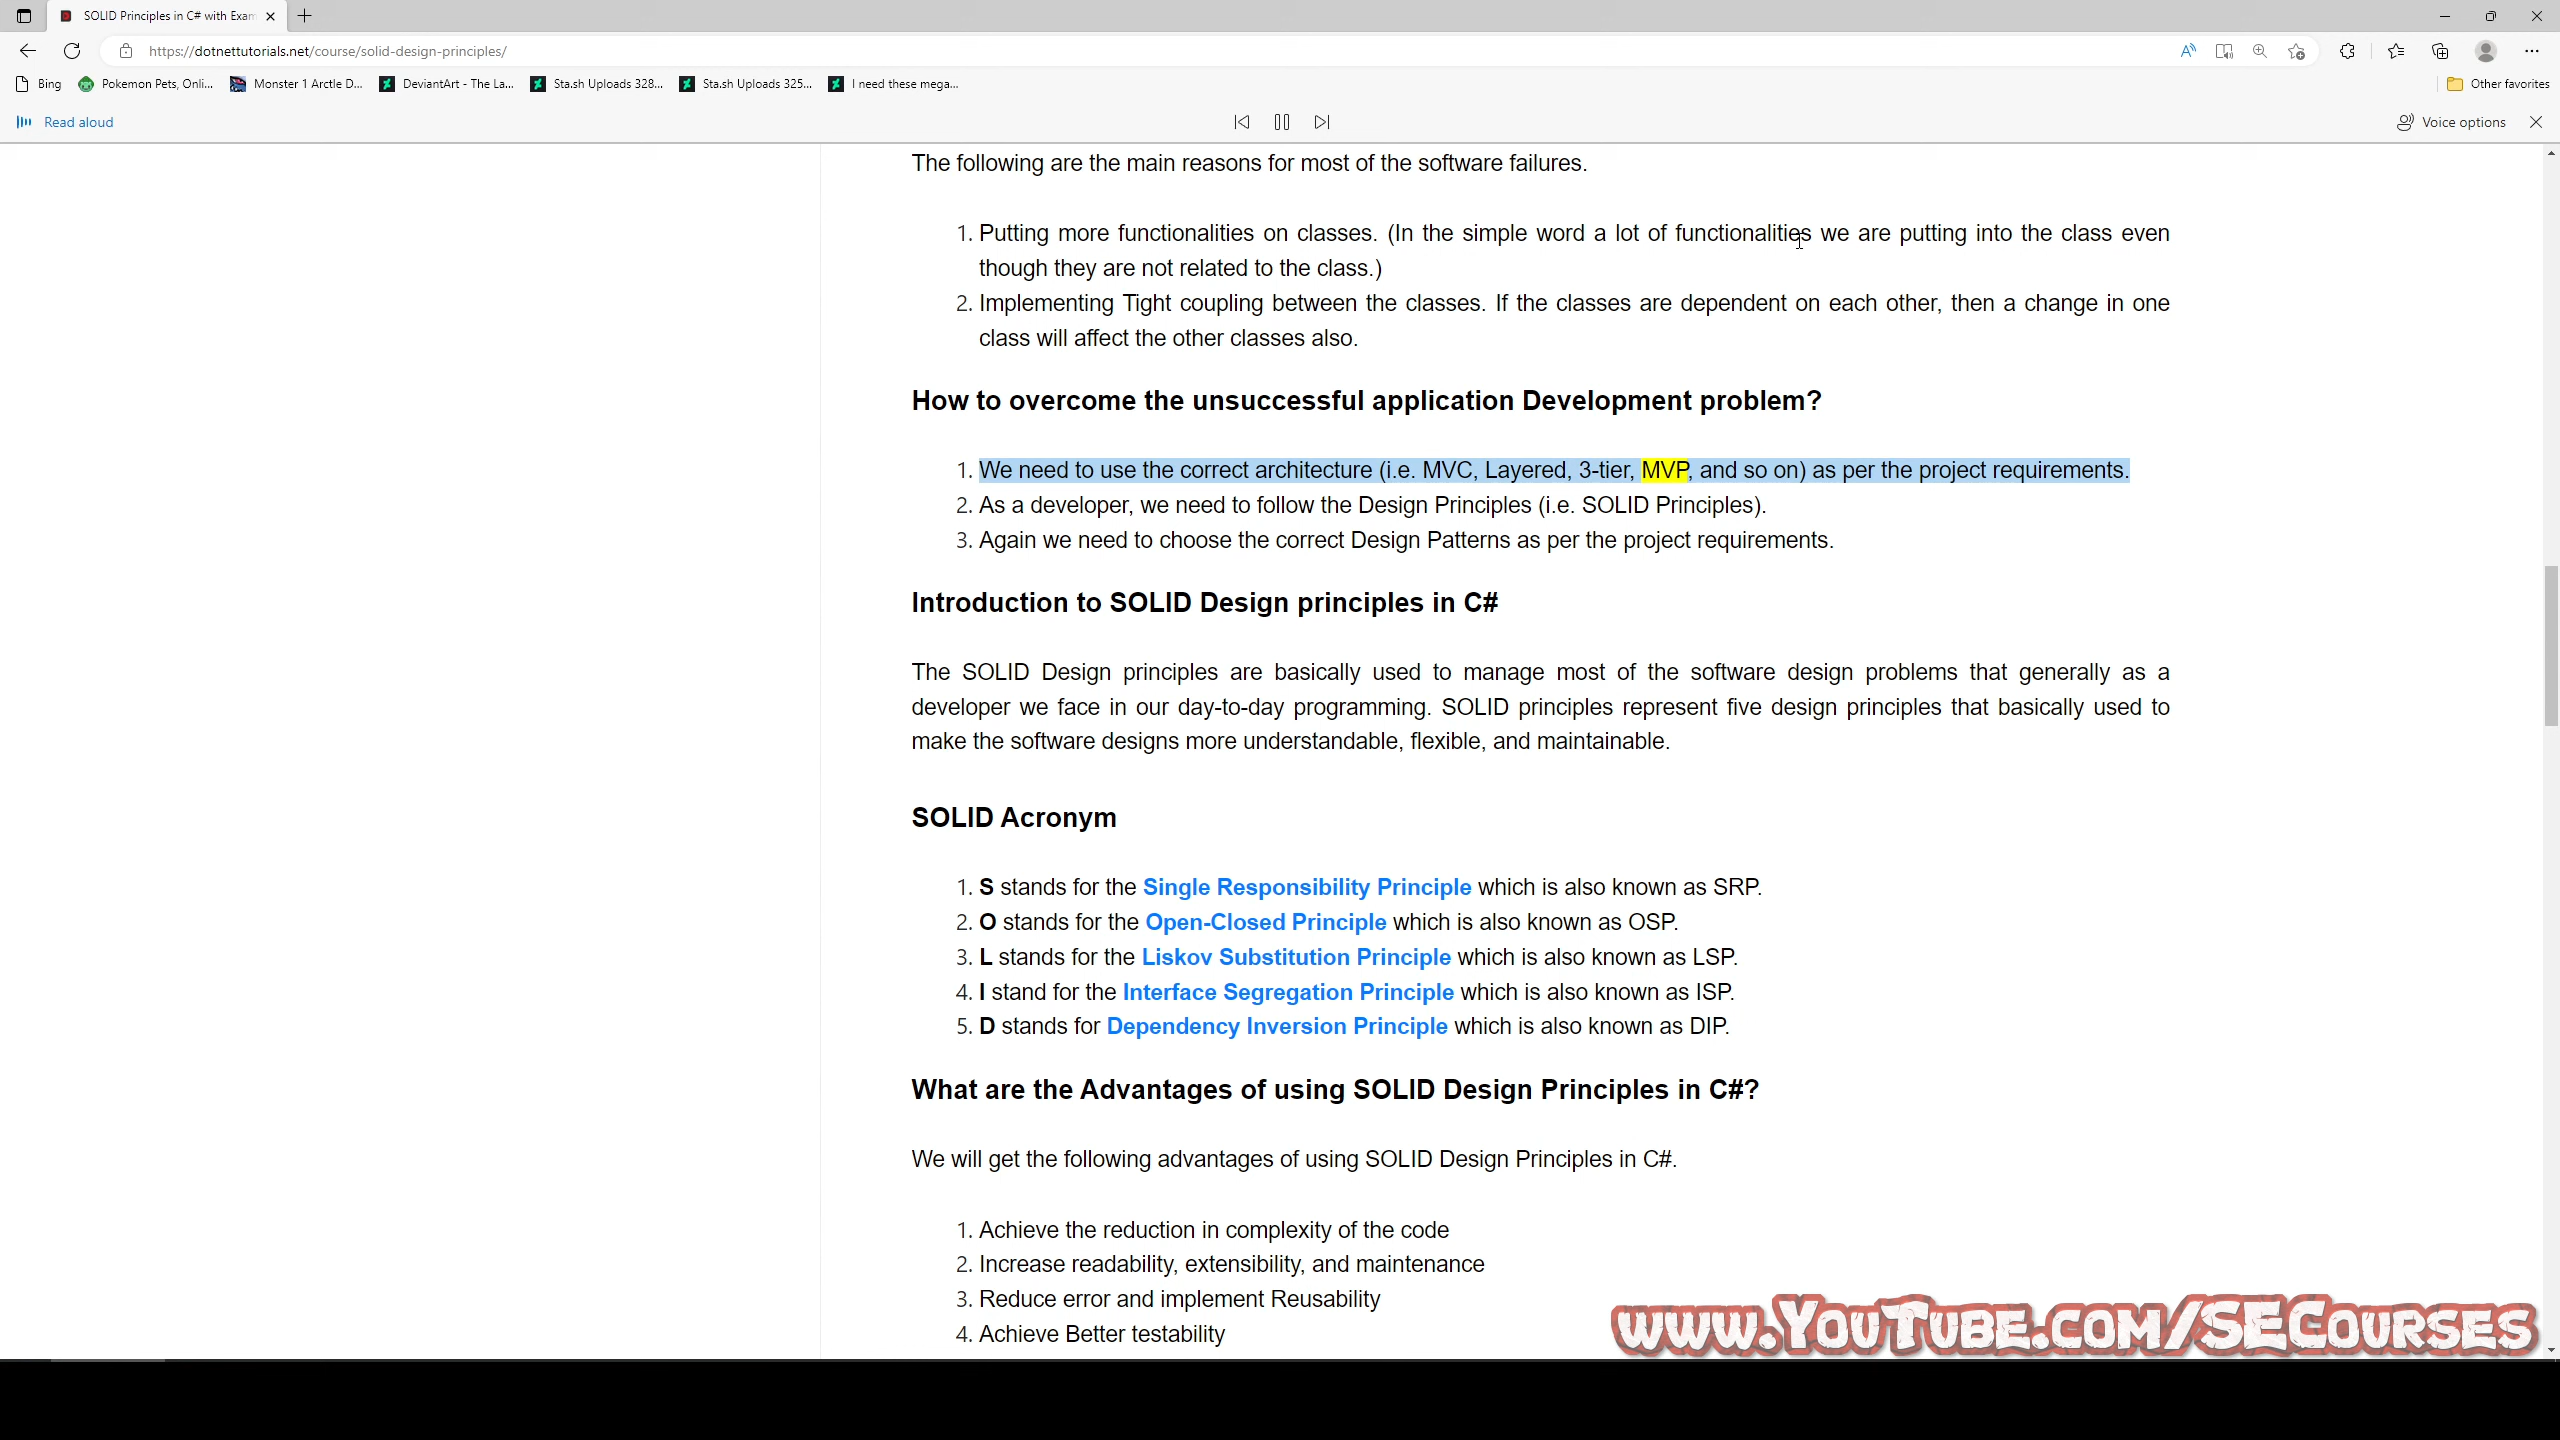 SOLID Principles in C# with Exam
https://dotnettutorials.net/course/solid-design-principles/
Bing
Pokemon Pets, Onli...
Monster 1 Arctle D...
DeviantArt - The La...
Sta.sh Uploads 328...
Sta.sh Uploads 325...
I need these mega...
Other favorites
Read aloud
Voice options
The following are the main reasons for most of the software failures.
1. Putting more functionalities on classes. (In the simple word a lot of functionalities we are putting into the class even
though they are not related to the class.)
2. Implementing Tight coupling between the classes. If the classes are dependent on each other, then a change in one
class will affect the other classes also.
How to overcome the unsuccessful application Development problem?
1. We need to use the correct architecture (i.e. MVC, Layered, 3-tier, MVP, and so on) as per the project requirements.
2. As a developer, we need to follow the Design Principles (i.e. SOLID Principles).
3. Again we need to choose the correct Design Patterns as per the project requirements.
Introduction to SOLID Design principles in C#
The SOLID Design principles are basically used to manage most of the software design problems that generally as a
developer we face in our day-to-day programming. SOLID principles represent five design principles that basically used to
make the software designs more understandable, flexible, and maintainable.
SOLID Acronym
1. S stands for the Single Responsibility Principle which is also known as SRP.
2. O stands for the Open-Closed Principle which is also known as OSP.
3. L stands for the Liskov Substitution Principle which is also known as LSP.
4. I stand for the Interface Segregation Principle which is also known as ISP.
5. D stands for Dependency Inversion Principle which is also known as DIP.
What are the Advantages of using SOLID Design Principles in C#?
We will get the following advantages of using SOLID Design Principles in C#.
1. Achieve the reduction in complexity of the code
2. Increase readability, extensibility, and maintenance
3. Reduce error and implement Reusability
4. Achieve Better testability
www.YouTube.com/SECourses